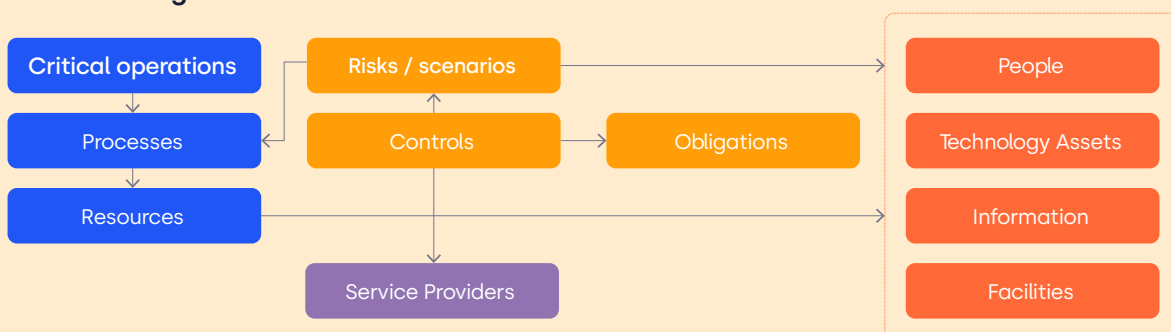 Critical operations
Risks / scenarios
People
Processes
Controls
Obligations
Technology Assets
Resources
Information
Service Providers
Facilities